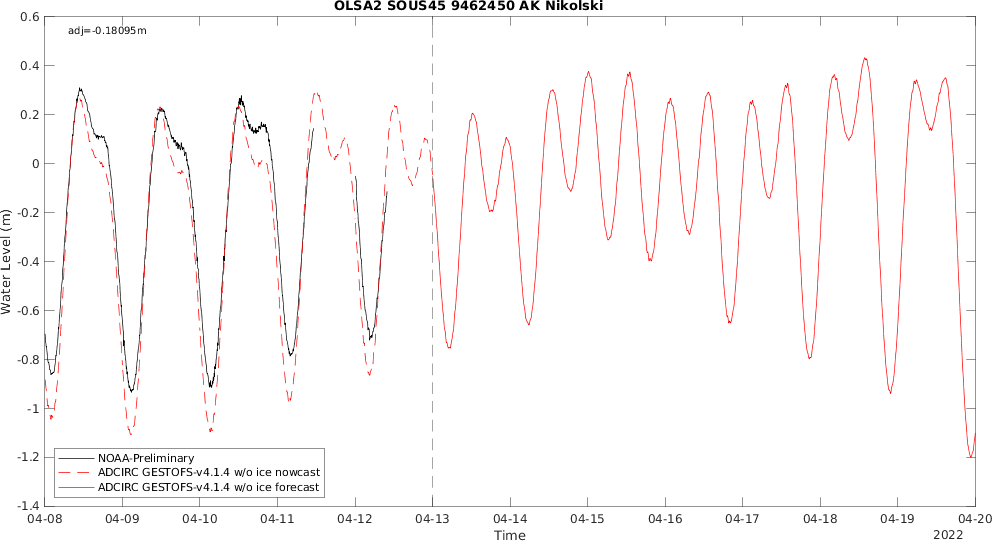 OLSA2 SOUS45 9462450 AK Nikolski
adj=-0.18095m
0.6
0.4
0.2
0
-0.2
-0.4
-0.6
-0.8
-1
-1.2
-1.4
Water Level (m)
NOAA-Preliminary
ADCIRC GESTOFS-v4.1.4 w/o ice nowcast
ADCIRC GESTOFS-v4.1.4 w/o ice forecast
04-08 04-09 04-10 04-11 04-12 04-13 04-14 04-15 04-16 04-17 04-18 04-19 04-20
Time
2022